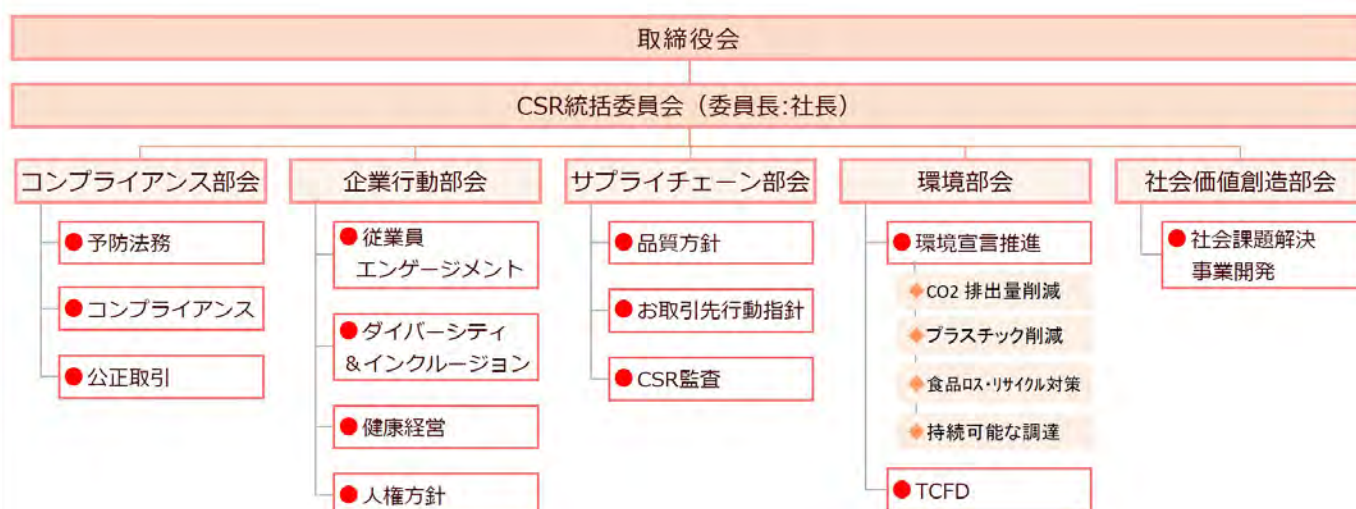 取締役会
CSR統括委員会（委員長:社長）
コンプライアンス部会
予防法務
コンプライアンス
公正取引
企業行動部会
従業員
エンゲージメント
ダイバーシティ
&インクルージョン
健康経営
人権方針
サプライチェーン部会
品質方針
お取引先行動指針
CSR監査
環境部会
環境宣言推進
CO2 排出量削減
プラスチック削減
食品ロス・リサイクル対策
持続可能な調達
TCFD
社会価値創造部会
社会課題解決
事業開発